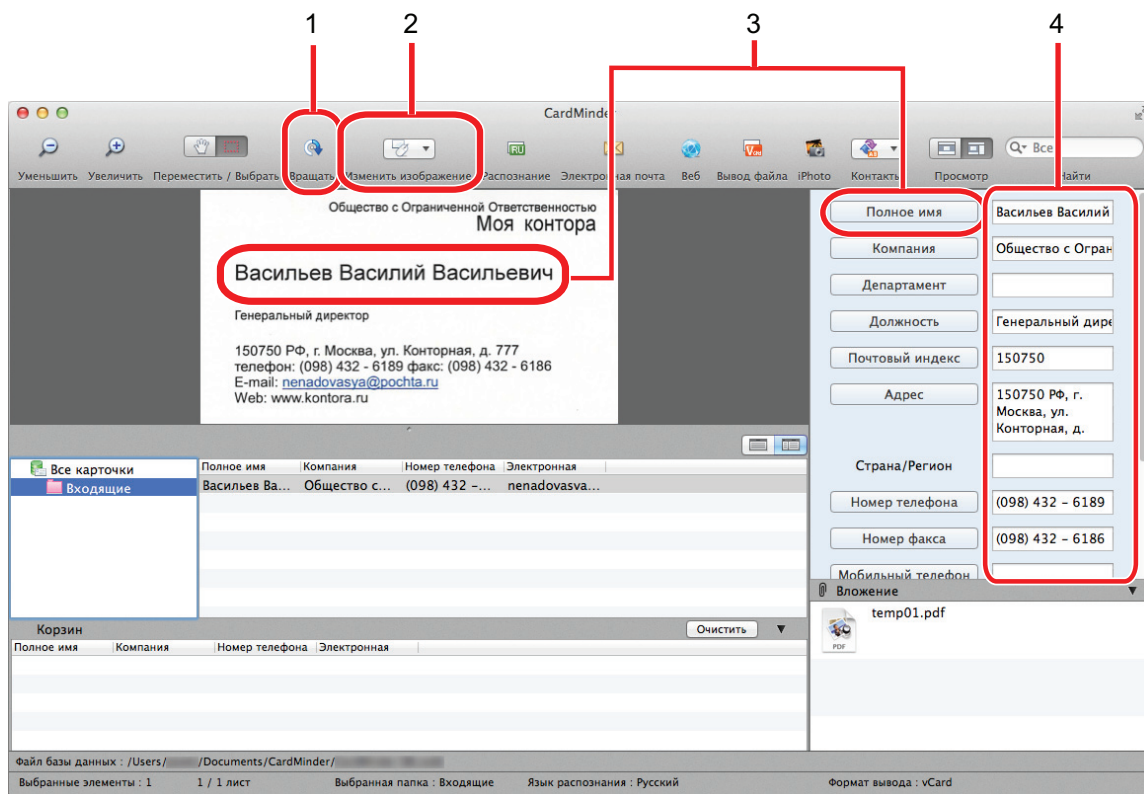 1
2
3
4
CardMinder
RU
Vcard
Все
Уменьшить
Увеличить
Переместить / Выбрать
Вращать
Изменить изображение
Распознание
Электронная почта
Веб
Вывод файла
iPhoto
Контакты
Просмотр
Найти
Общество с Ограниченной Ответственностью
Моя контора
Васильев Василий Васильевич
Генеральный директор
150750 РФ, г. Москва, ул. Конторная, д. 777
телефон: (098) 432 - 6189 факс: (098) 432 - 6186
E-mail: nenadovasya@pochta.ru
Web: www.kontora.ru
Полное имя
Васильев Василий
Компания
Общество с Огран
Департамент
Должность
Генеральный дире
Почтовый индекс
150750
Адрес
150750 РФ, г.
Москва, ул.
Конторная, д.
Страна/Регион
Номер телефона
(098) 432 – 6189
Номер факса
(098) 432 – 6186
Мобильный телефон
Все карточки
Входящие
Полное имя
Компания
Номер телефона
Электронная
Васильев Ва...
Общество с...
(098) 432 –...
nenadovasva...
Вложение
temp01.pdf
PDF
Корзин
Очистить
Полное имя
Компания
Номер телефона
Электронная
Файл базы данных : /Users/ /Documents/CardMinder/
Выбранные элементы : 1
1 / 1 лист
Выбранная папка : Входящие
Язык распознания : Русский
Формат вывода : vCard